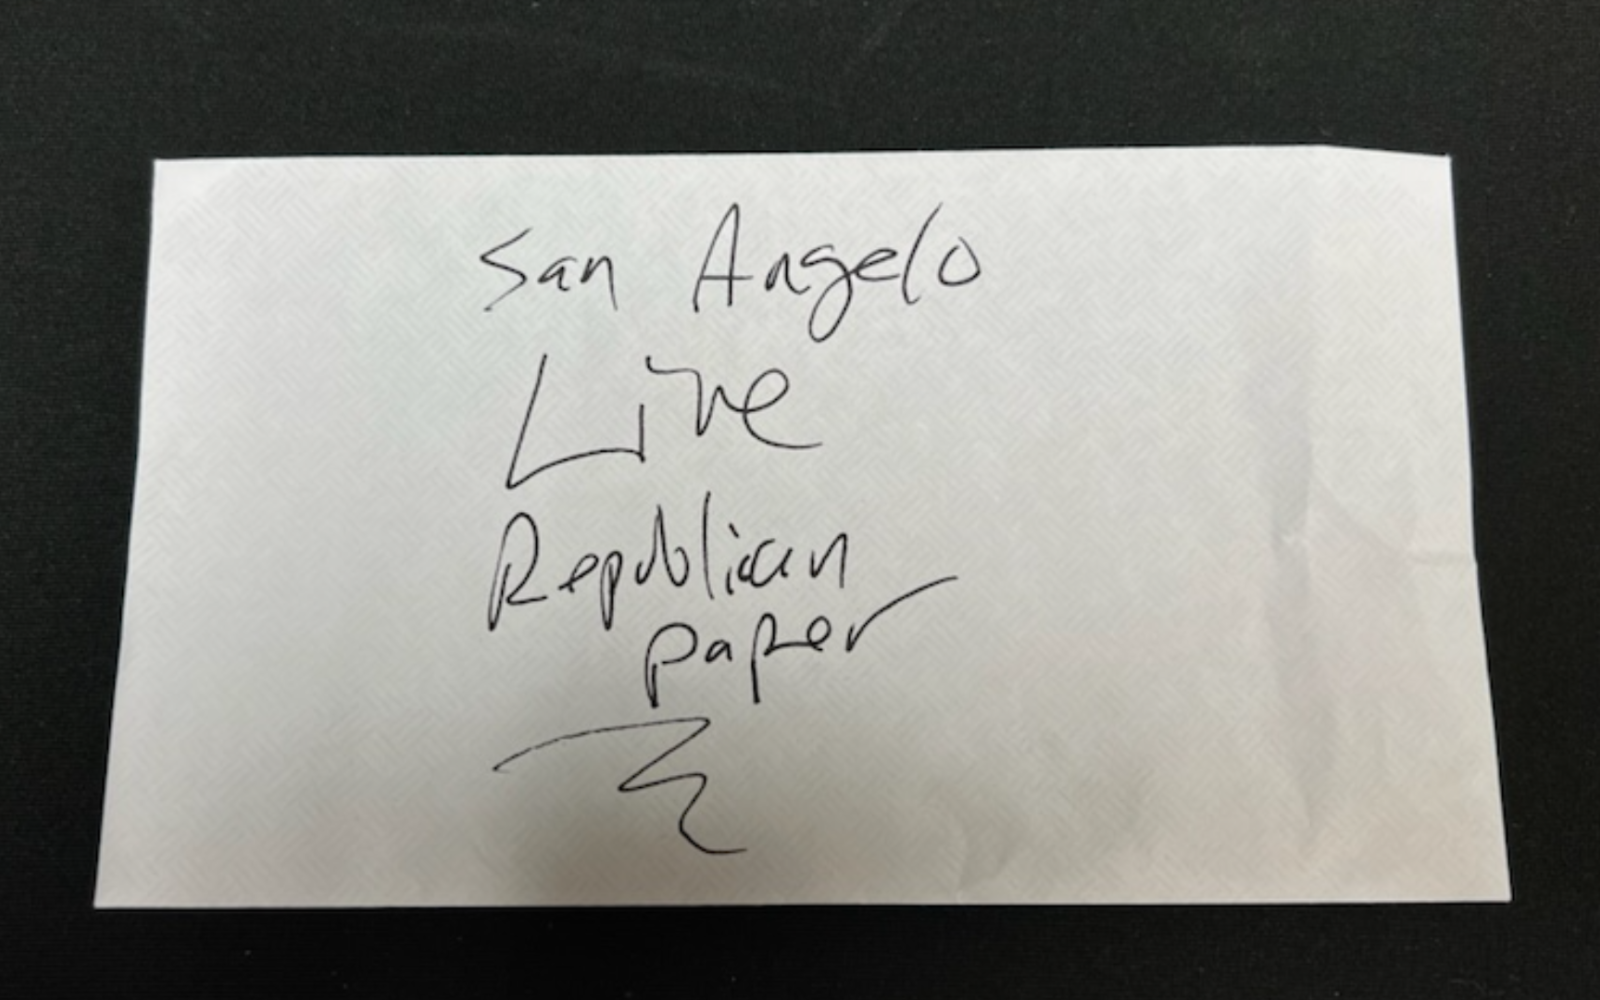 San Angelo
Live
Republican
paper